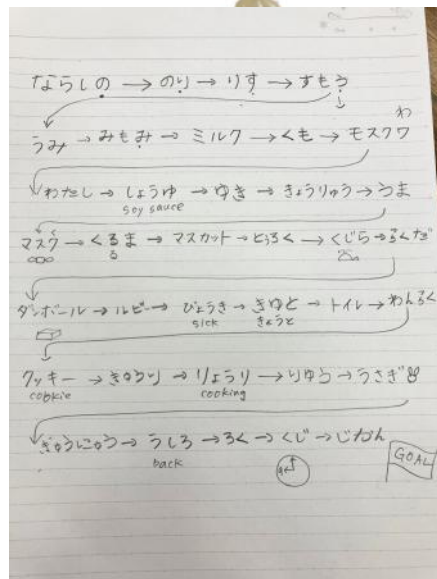 ならしの → のり → りす → すもう
うみ → みもみ → ミルク → くも → モスクワ
わ
わたし → しょうゆ → ゆき → きょうりゅう → うま
soy sauce
マスク → くるま → マスカット → とうろく → くじら → らくだ
る
ダンボール → ルビー → びょうき → きゆと → トイレ → わんろく
sick きょうと
クッキー → きゅうり → りょうり → りゆう → うさぎ
cookie cooking
ぎゅうにゅう → うしろ → ろく → くじ → じかん
back
GOAL